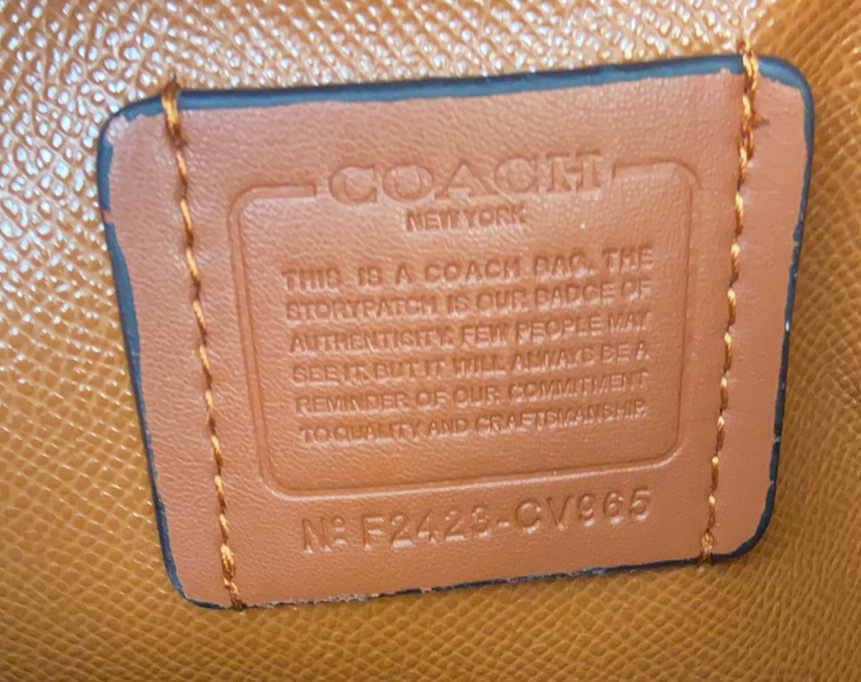 COACH
NEW YORK
THIS IS A COACH BAG. THE
STORYPATCH IS OUR BADGE OF
AUTHENTICITY. FEW PEOPLE MAY
SEE IT. BUT IT WILL ALWAYS BE A
REMINDER OF OUR COMMITMENT
TO QUALITY AND CRAFTSMANSHIP.
Nº F2423-CV965